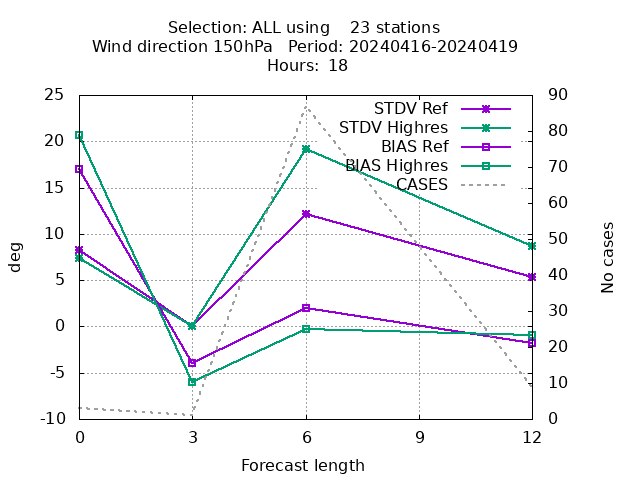 Selection: ALL using    23 stations
Wind direction 150hPa   Period: 20240416-20240419
Hours: 18
25
20
15
10
5
0
-5
-10
deg
STDV Ref
STDV Highres
BIAS Ref
BIAS Highres
CASES
90
80
70
60
50
40
30
20
10
0
No cases
0
3
6
9
12
Forecast length